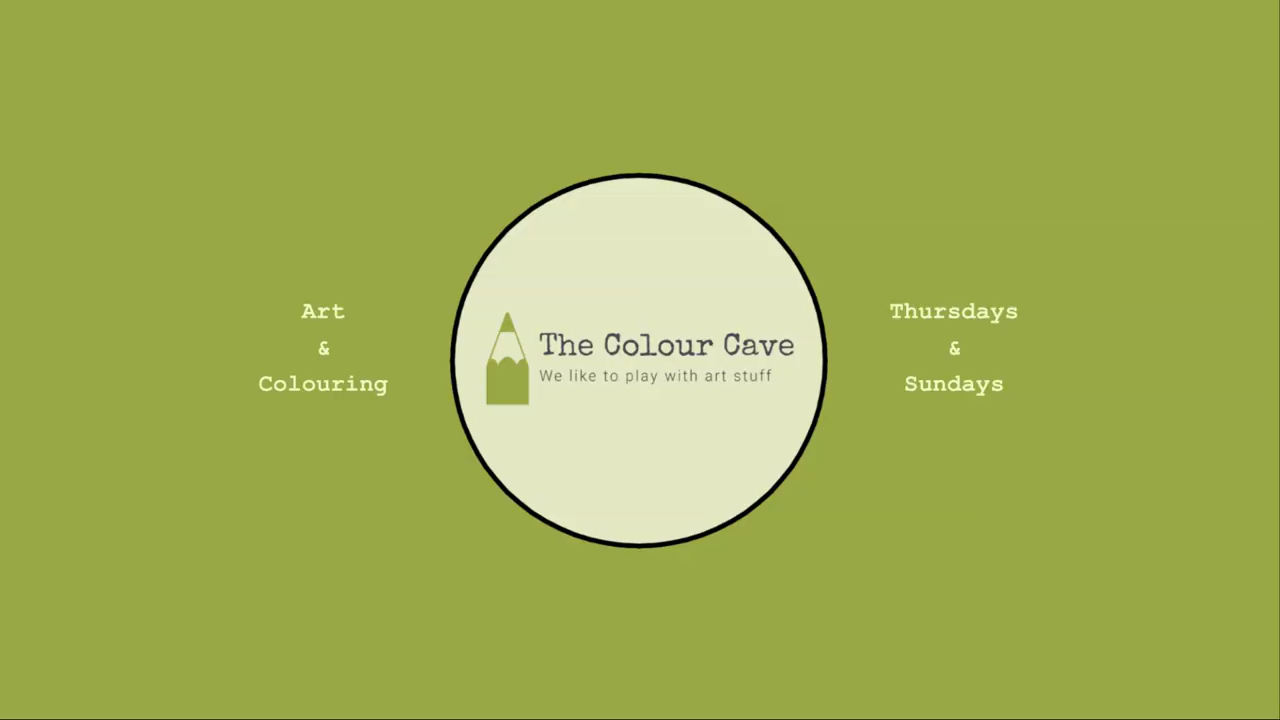 Art
&
Colouring
The Colour Cave
We like to play with art stuff
Thursdays
&
Sundays